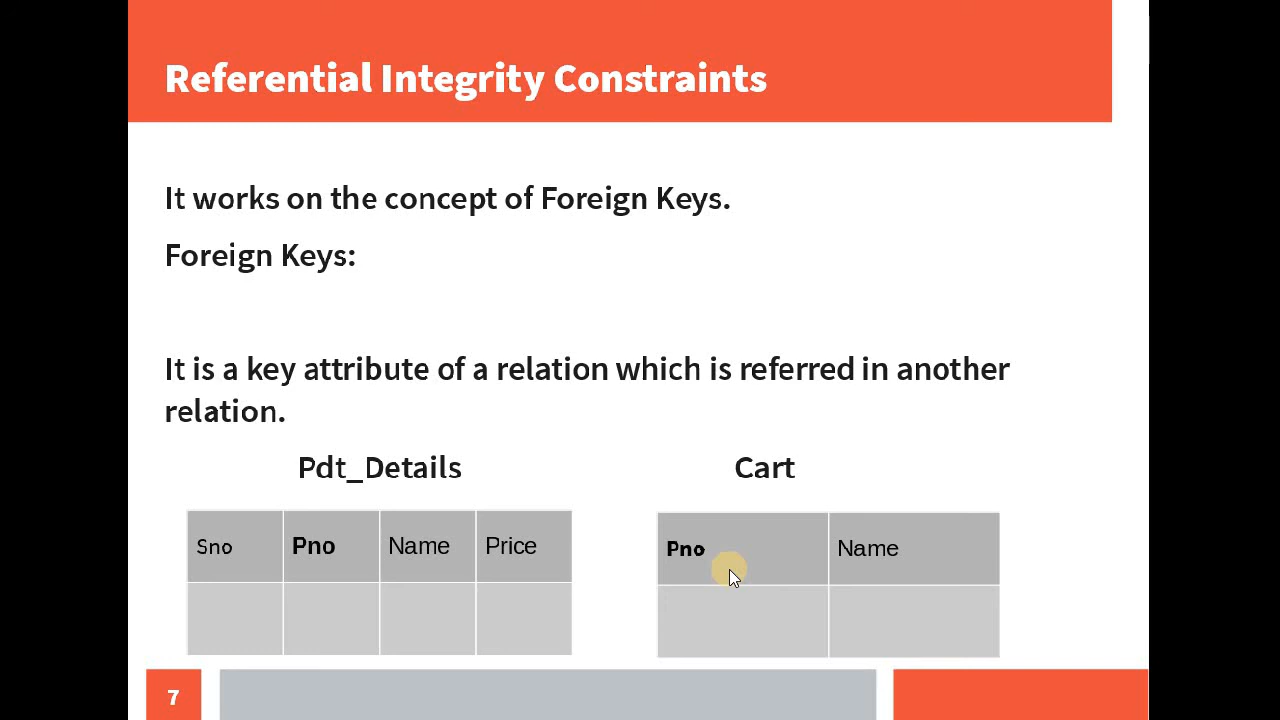 Referential Integrity Constraints
It works on the concept of Foreign Keys.
Foreign Keys:
It is a key attribute of a relation which is referred in another
relation.
Pdt_Details Cart
Sno Pno Name Price Pno Name
7